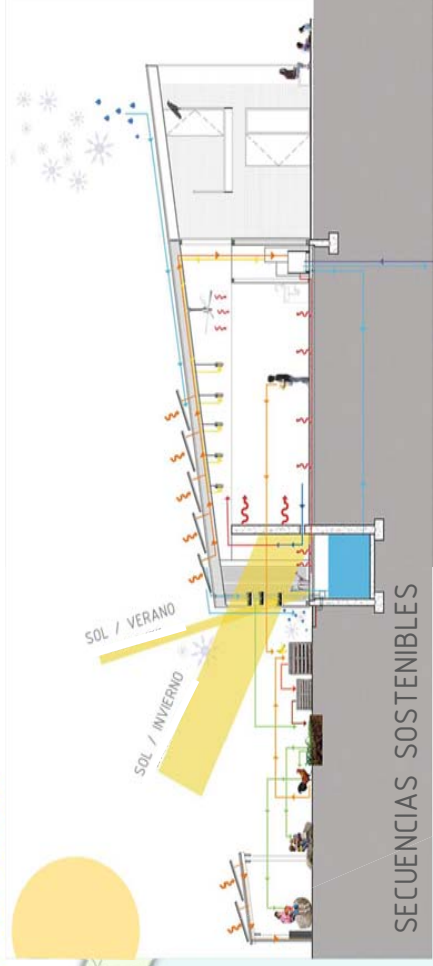 SOL / VERANO
SOL / INVIERNO
SECUENCIAS SOSTENIBLES